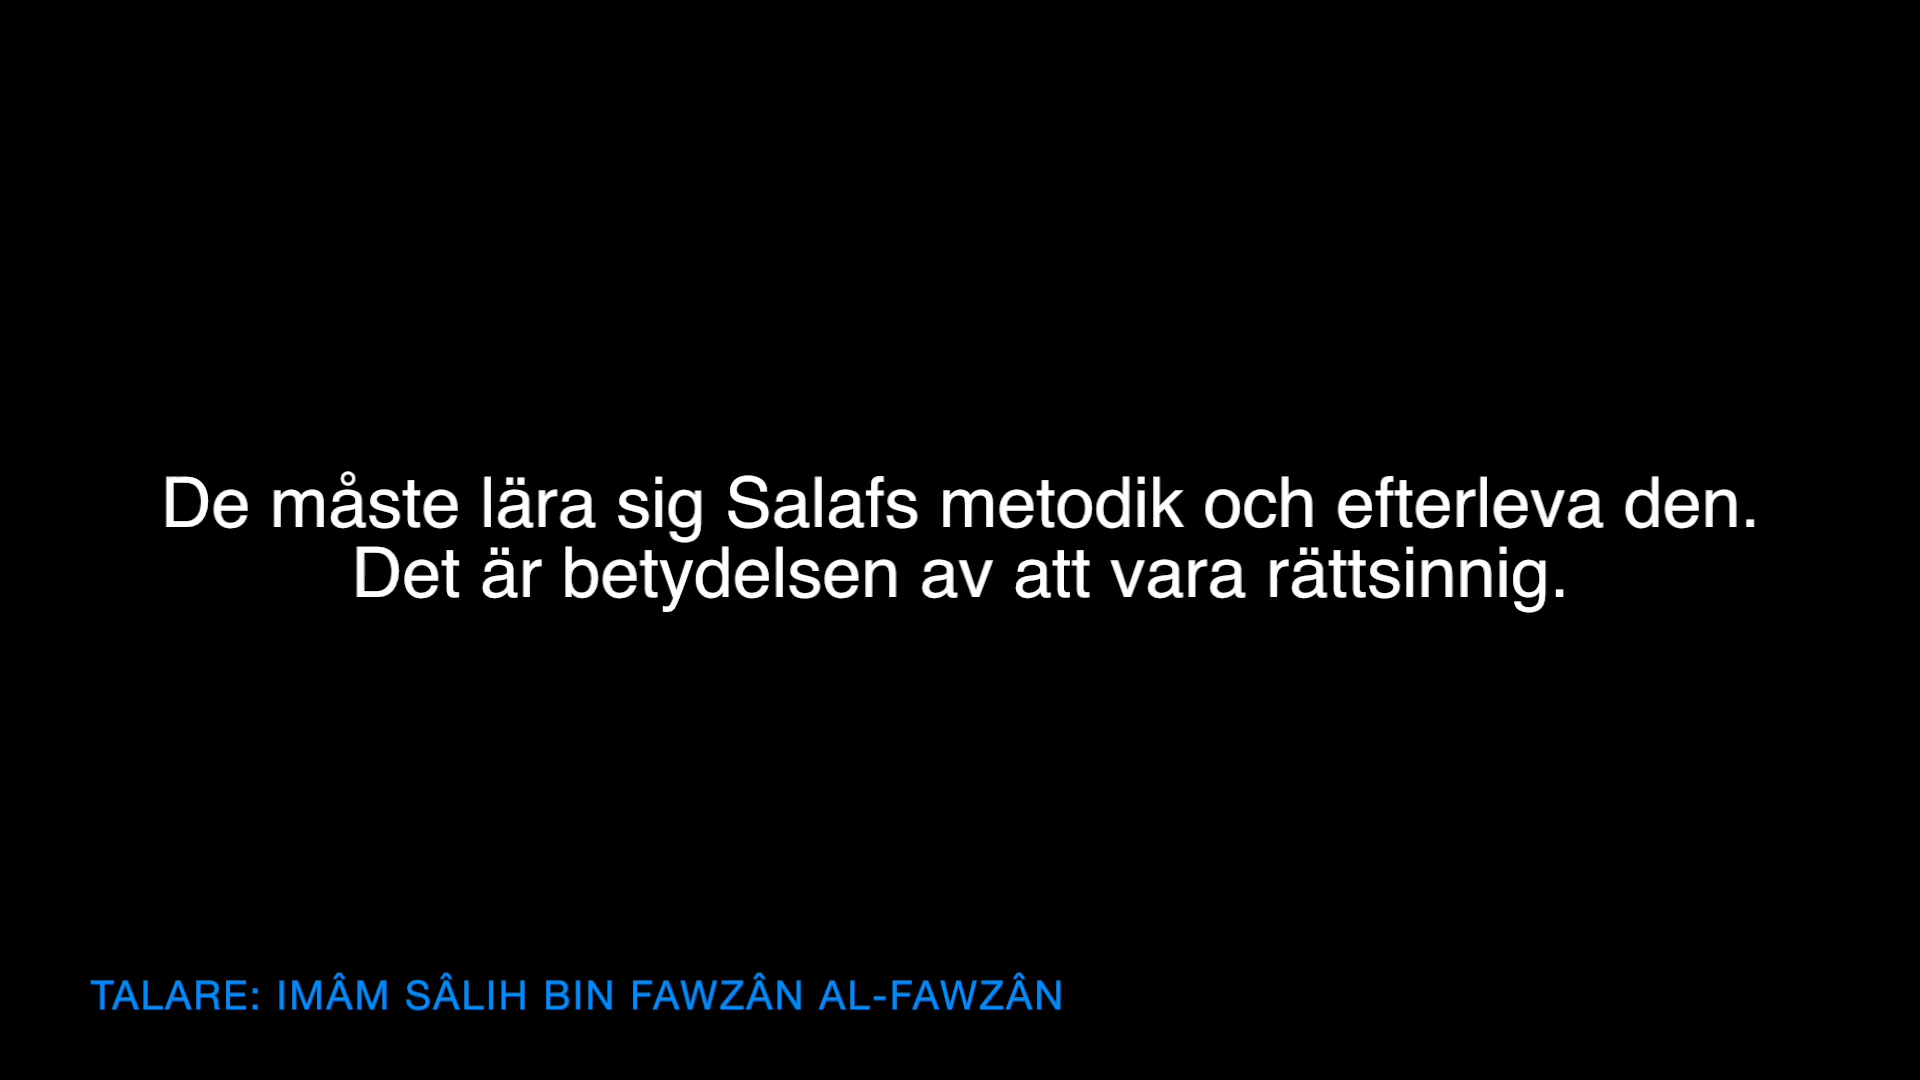 De måste lära sig Salafs metodik och efterleva den.
Det är betydelsen av att vara rättsinnig.
TALARE: IMÂM SÂLIH BIN FAWZÂN AL-FAWZÂN